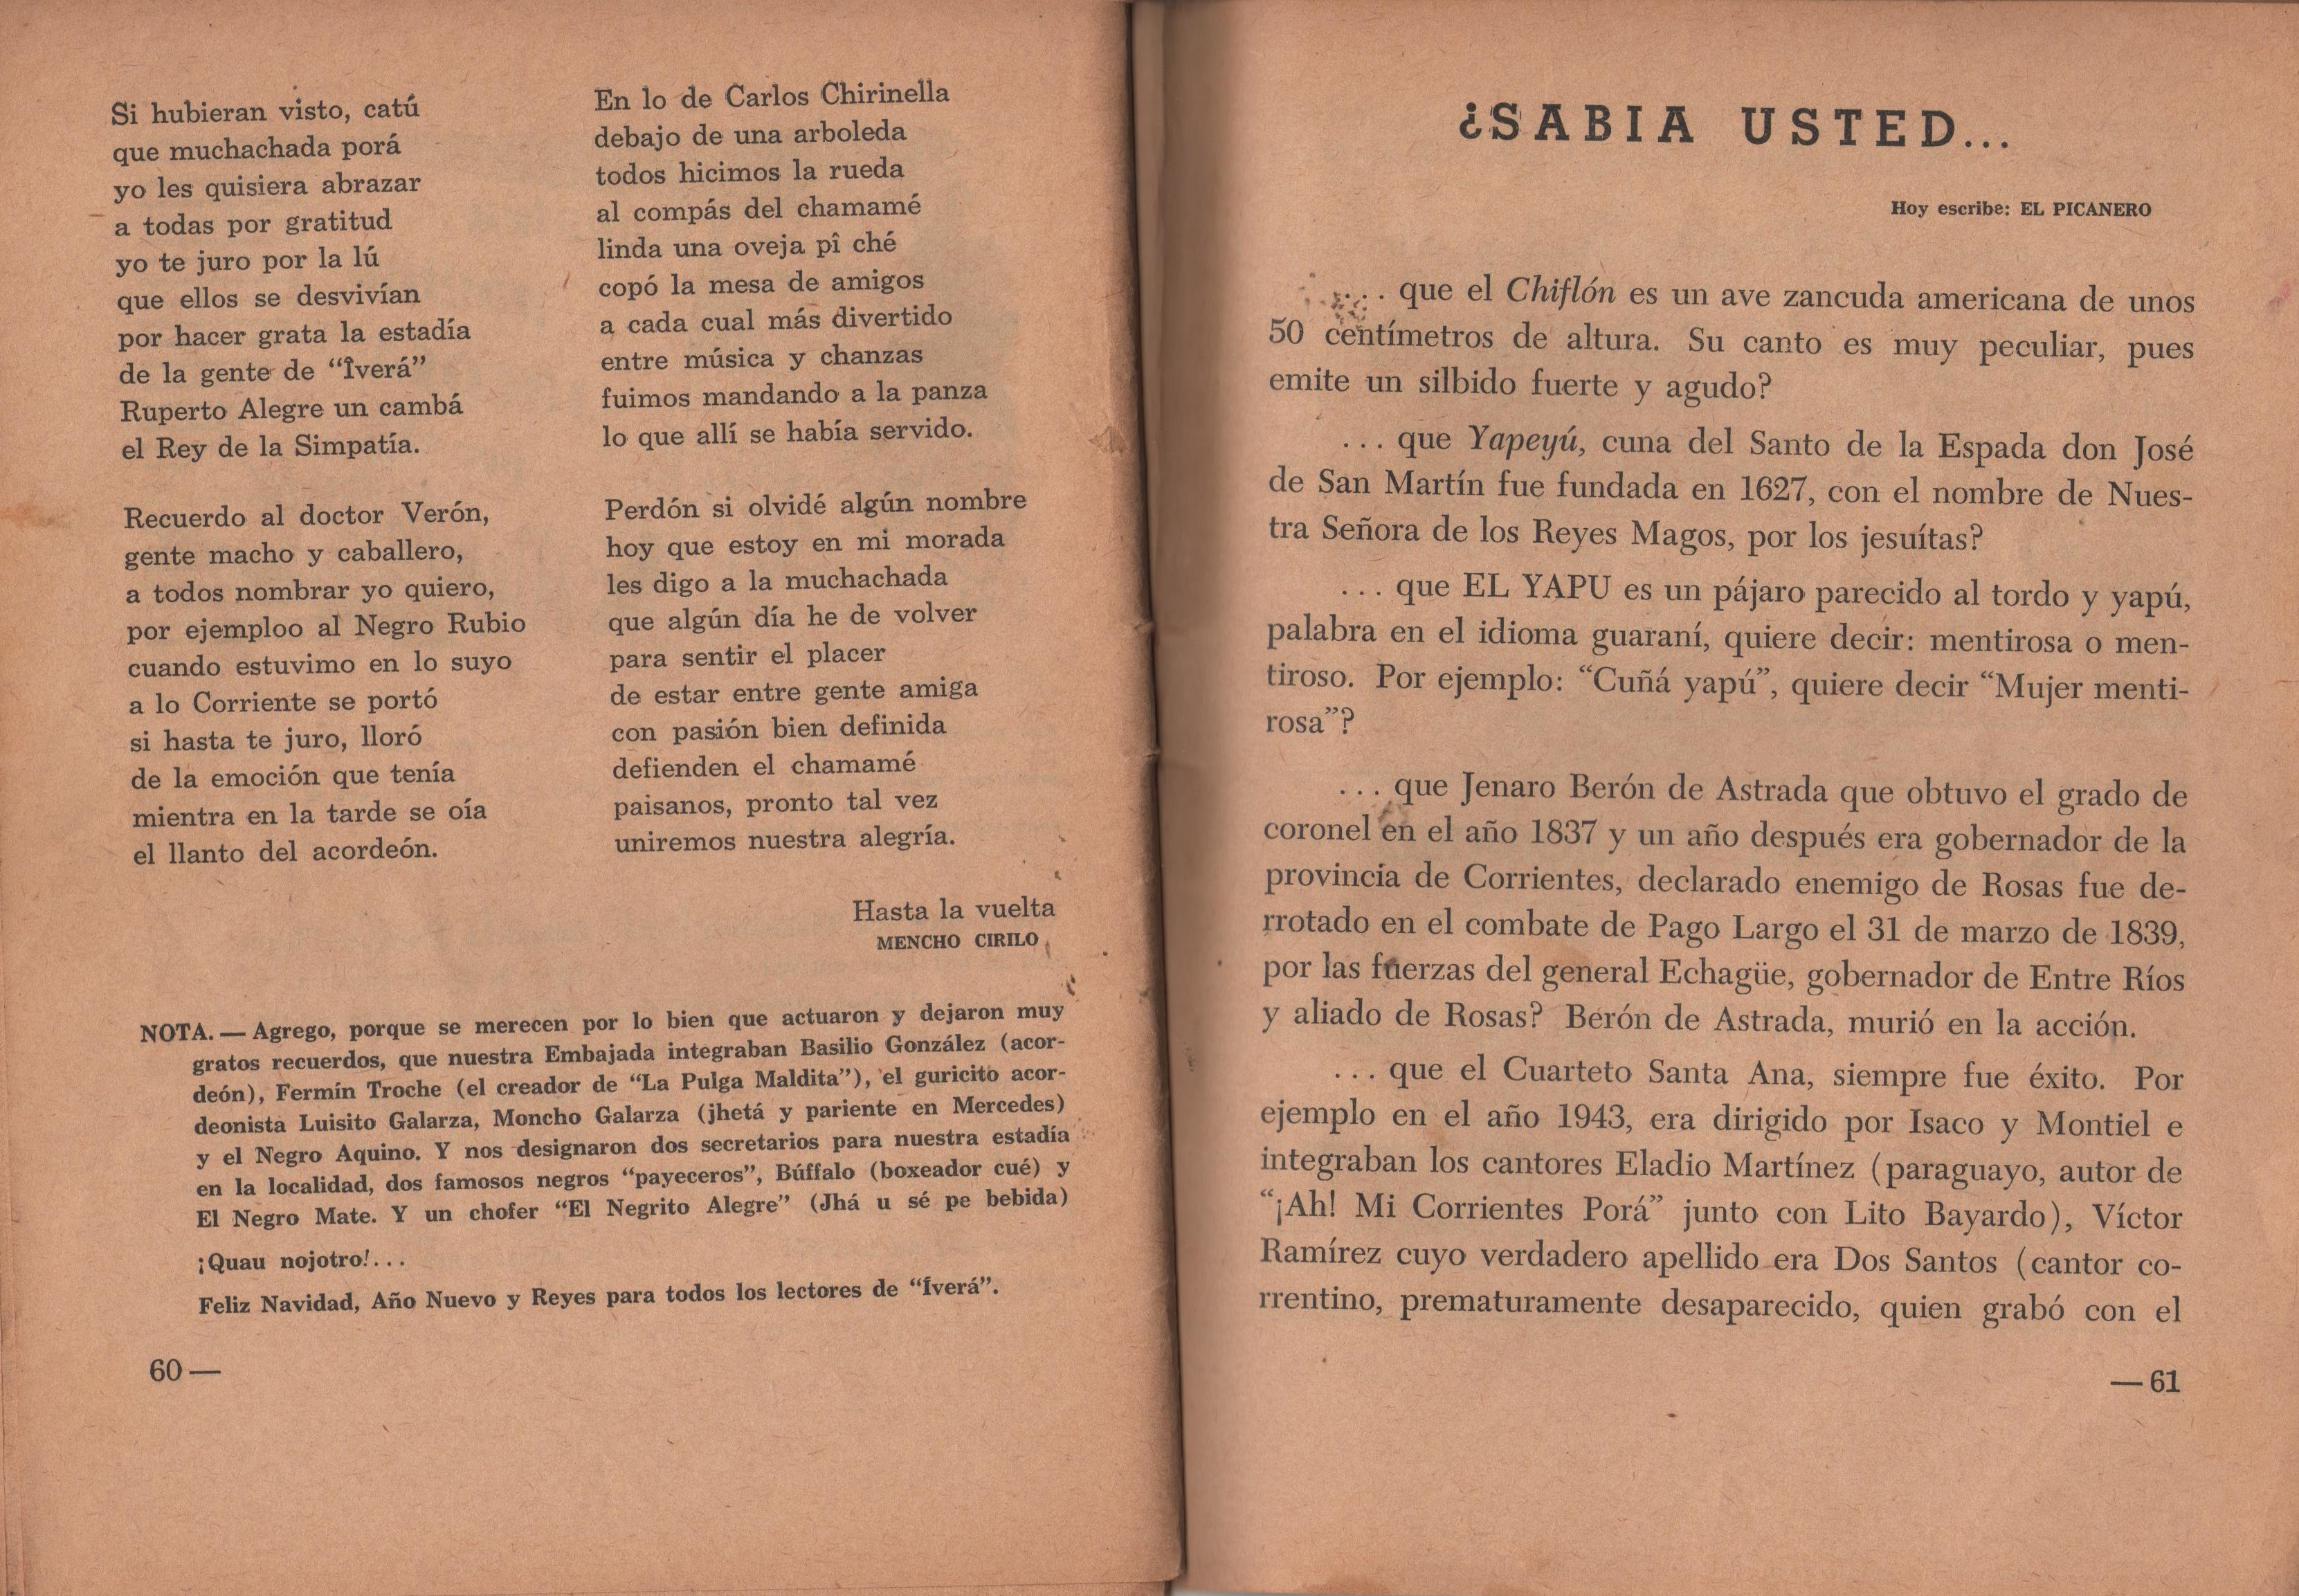 Si hubieran visto, catú
que muchachada porá
yo les quisiera abrazar
a todas por gratitud
yo te juro por la lú
que ellos se desvivían
por hacer grata la estadía
de la gente de “Îverá”
Ruperto Alegre un cambá
el Rey de la Simpatía.
Recuerdo al doctor Verón,
gente macho y caballero,
a todos nombrar yo quiero,
por ejemploo al Negro Rubio
cuando estuvimo en lo suyo
a lo Corriente se portó
si hasta te juro, lloró
de la emoción que tenía
mientra en la tarde se oía
el llanto del acordeón.
En lo de Carlos Chirinella
debajo de una arboleda
todos hicimos la rueda
al compás del chamamé
linda una oveja pî ché
copó la mesa de amigos
a cada cual más divertido
entre música y chanzas
fuimos mandando a la panza
lo que allí se había servido.
Perdón si olvidé algún nombre
hoy que estoy en mi morada
les digo a la muchachada
que algún día he de volver
para sentir el placer
de estar entre gente amiga
con pasión bien definida
defienden el chamamé
paisanos, pronto tal vez
uniremos nuestra alegría.
Hasta la vuelta
MENCHO CIRILO
NOTA. — Agrego, porque se merecen por lo bien que actuaron y dejaron muy
gratos recuerdos, que nuestra Embajada integraban Basilio González (acor-
deón), Fermín Troche (el creador de “La Pulga Maldita”), el guricito acor-
deonista Luisito Galarza, Moncho Galarza (jhetá y pariente en Mercedes)
y el Negro Aquino. Y nos designaron dos secretarios para nuestra estadía
en la localidad, dos famosos negros “payeceros”, Búffalo (boxeador cué) y
El Negro Mate. Y un chofer “El Negrito Alegre” (Jhá u sé pe bebida)
¡Quau nojotro!...
Feliz Navidad, Año Nuevo y Reyes para todos los lectores de “Íverá”.
60 —
¿SABIA USTED...
Hoy escribe: EL PICANERO
... que el Chiflón es un ave zancuda americana de unos
50 centímetros de altura. Su canto es muy peculiar, pues
emite un silbido fuerte y agudo?
... que Yapeyú, cuna del Santo de la Espada don José
de San Martín fue fundada en 1627, con el nombre de Nues-
tra Señora de los Reyes Magos, por los jesuítas?
... que EL YAPU es un pájaro parecido al tordo y yapú,
palabra en el idioma guaraní, quiere decir: mentirosa o men-
tiroso. Por ejemplo: “Cuñá yapú”, quiere decir “Mujer menti-
rosa”?
... que Jenaro Berón de Astrada que obtuvo el grado de
coronel en el año 1837 y un año después era gobernador de la
provincia de Corrientes, declarado enemigo de Rosas fue de-
rrotado en el combate de Pago Largo el 31 de marzo de 1839,
por las fuerzas del general Echagüe, gobernador de Entre Ríos
y aliado de Rosas? Berón de Astrada, murió en la acción.
... que el Cuarteto Santa Ana, siempre fue éxito. Por
ejemplo en el año 1943, era dirigido por Isaco y Montiel e
integraban los cantores Eladio Martínez (paraguayo, autor de
“¡Ah! Mi Corrientes Porá” junto con Lito Bayardo), Víctor
Ramírez cuyo verdadero apellido era Dos Santos (cantor co-
rrentino, prematuramente desaparecido, quien grabó con el
— 61